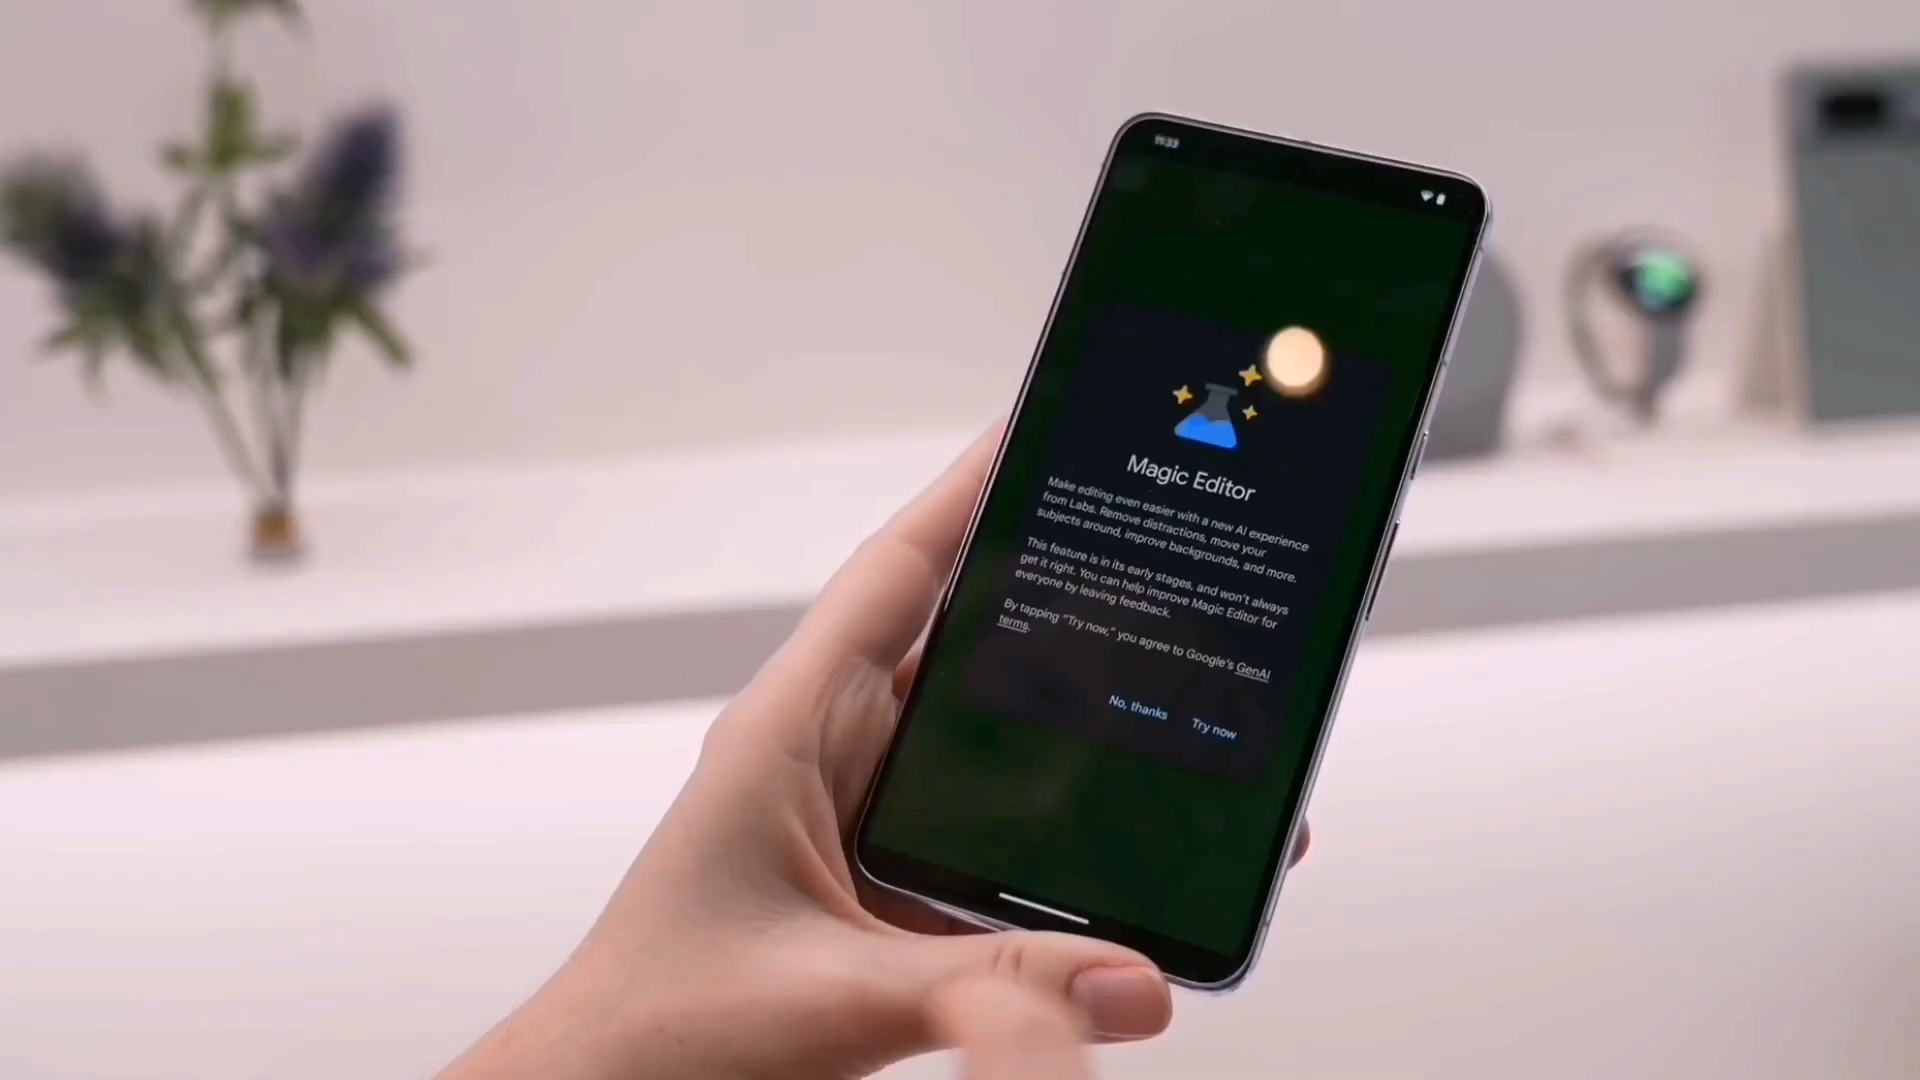 11:33
Magic Editor
Make editing even easier with a new AI experience
from Labs. Remove distractions, move your
subjects around, improve backgrounds, and more.
This feature is in its early stages, and won't always
get it right. You can help improve Magic Editor for
everyone by leaving feedback.
By tapping "Try now," you agree to Google's GenAI
terms.
No, thanks
Try now